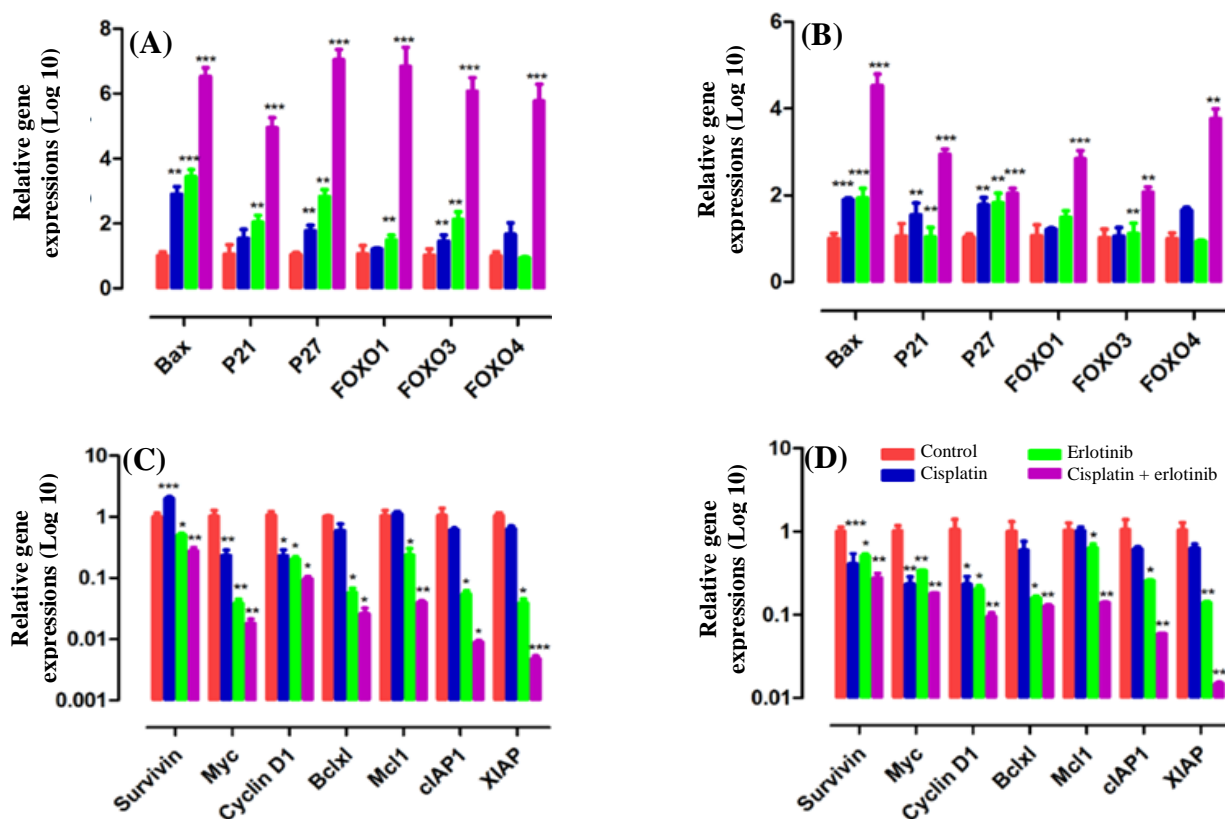 (A)
Relative gene
expressions (Log 10)
8
6
4
2
0
** *** ***
** ***
** ** ***
** ***
** ** ***
***
Bax
P21
P27
FOXO1
FOXO3
FOXO4
(B)
Relative gene
expressions (Log 10)
6
4
2
0
*** *** ***
** ** ***
** ** ***
***
** **
**
Bax
P21
P27
FOXO1
FOXO3
FOXO4
(C)
Relative gene
expressions (Log 10)
10
1
0.1
0.01
0.001
*** * **
** ** **
* * *
* *
* **
* *
* ***
Survivin
Myc
Cyclin D1
Bclxl
Mcl1
cIAP1
XIAP
(D)
Control
Erlotinib
Cisplatin
Cisplatin + erlotinib
Relative gene
expressions (Log 10)
10
1
0.1
0.01
*** * **
** ** **
* * **
* **
* **
* **
** **
Survivin
Myc
Cyclin D1
Bclxl
Mcl1
cIAP1
XIAP